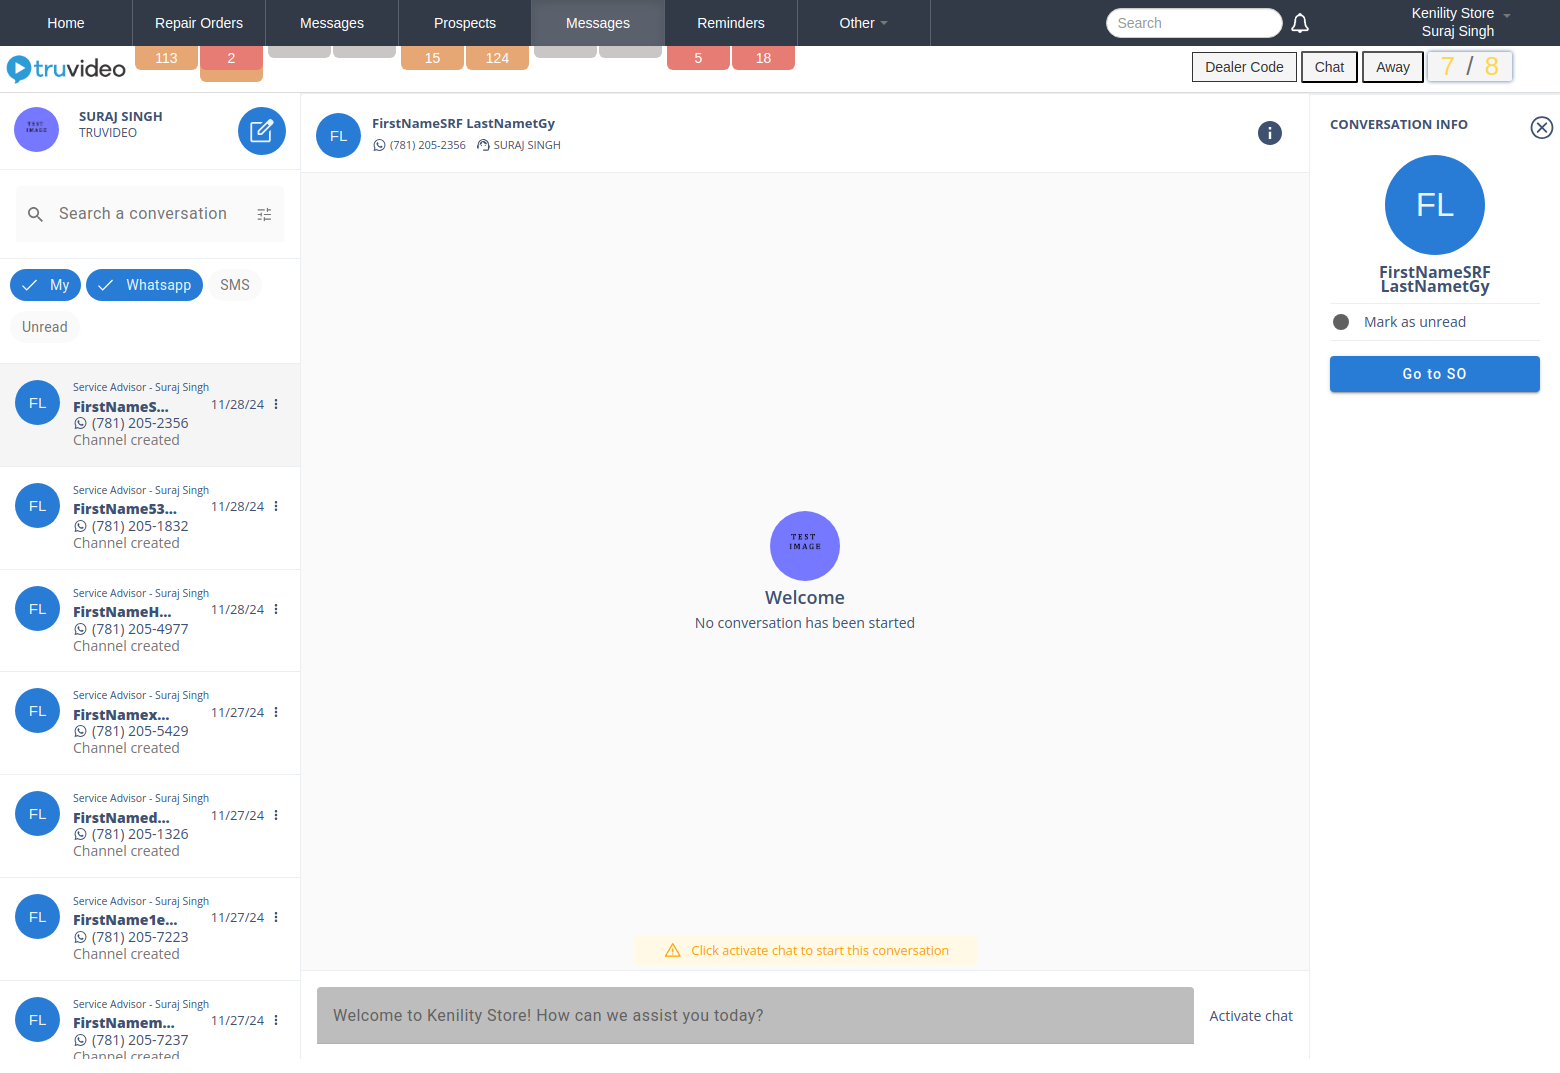 Home
Repair Orders
Messages
Prospects
Messages
Reminders
Other
Search
Kenility Store
Suraj Singh
truvideo
113
2
15
124
5
18
Dealer Code
Chat
Away
7 / 8
TEST
IMAGE
SURAJ SINGH
TRUVIDEO
Search a conversation
My
Whatsapp
SMS
Unread
FL
Service Advisor - Suraj Singh
FirstNameS...
11/28/24
(781) 205-2356
Channel created
FL
Service Advisor - Suraj Singh
FirstName53...
11/28/24
(781) 205-1832
Channel created
FL
Service Advisor - Suraj Singh
FirstNameH...
11/28/24
(781) 205-4977
Channel created
FL
Service Advisor - Suraj Singh
FirstNamex...
11/27/24
(781) 205-5429
Channel created
FL
Service Advisor - Suraj Singh
FirstNamed...
11/27/24
(781) 205-1326
Channel created
FL
Service Advisor - Suraj Singh
FirstName1e...
11/27/24
(781) 205-7223
Channel created
FL
Service Advisor - Suraj Singh
FirstNamem...
11/27/24
(781) 205-7237
Channel created
FL
FirstNameSRF LastNametGy
(781) 205-2356 SURAJ SINGH
TEST
IMAGE
Welcome
No conversation has been started
Click activate chat to start this conversation
Welcome to Kenility Store! How can we assist you today?
Activate chat
CONVERSATION INFO
FL
FirstNameSRF
LastNametGy
Mark as unread
Go to SO